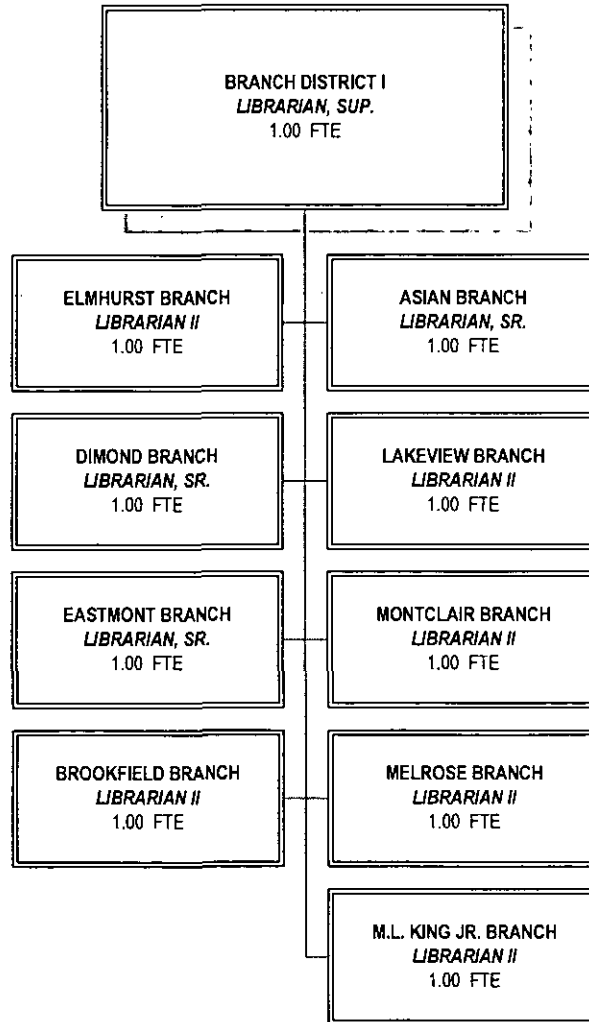 BRANCH DISTRICT I
LIBRARIAN, SUP.
1.00 FTE
ELMHURST BRANCH
LIBRARIAN II
1.00 FTE
ASIAN BRANCH
LIBRARIAN, SR.
1.00 FTE
DIMOND BRANCH
LIBRARIAN, SR.
1.00 FTE
LAKEVIEW BRANCH
LIBRARIAN II
1.00 FTE
EASTMONT BRANCH
LIBRARIAN, SR.
1.00 FTE
MONTCLAIR BRANCH
LIBRARIAN II
1.00 FTE
BROOKFIELD BRANCH
LIBRARIAN II
1.00 FTE
MELROSE BRANCH
LIBRARIAN II
1.00 FTE
M.L. KING JR. BRANCH
LIBRARIAN II
1.00 FTE